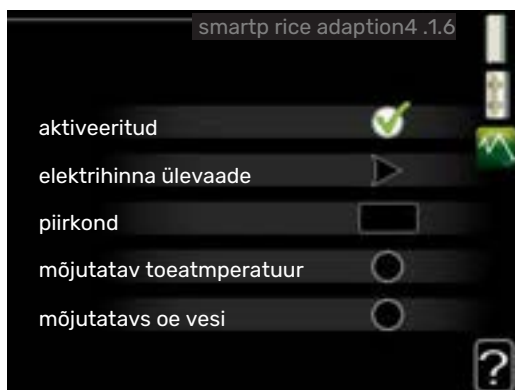 smartp rice adaption4 .1.6
aktiveeritud
elektrihinna ülevaade
piirkond
mõjutatav toeatmperatuur
mõjutatavs oe vesi
?